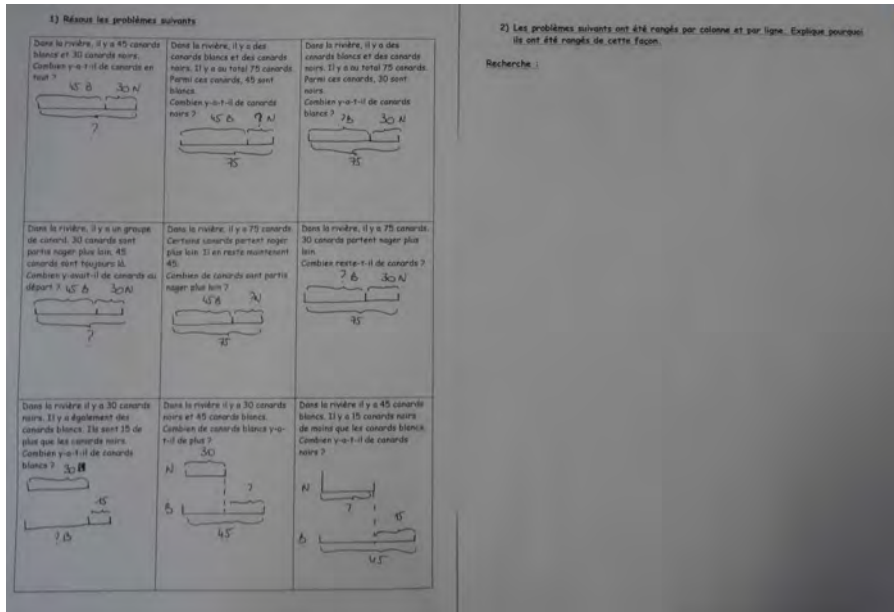 1) Résous les problèmes suivants
Dans la rivière, il y a 45 canards
blancs et 30 canards noirs.
Combien y-a-t-il de canards en
tout ?
45 B 30 N
?
Dans la rivière, il y a des
canards blancs et des canards
noirs. Il y a au total 75 canards.
Parmi ces canards, 45 sont
blancs.
Combien y-a-t-il de canards
noirs ? 45 B ? N
75
Dans la rivière, il y a des
canards blancs et des canards
noirs. Il y a au total 75 canards.
Parmi ces canards, 30 sont
noirs.
Combien y-a-t-il de canards
blancs ? ?B 30 N
75
Dans la rivière, il y a un groupe
de canard. 30 canards sont
partis nager plus loin. 45
canards sont toujours là.
Combien y-avait-il de canards au
départ ? 45 B 30N
?
Dans la rivière, il y a 75 canards.
Certains canards partent nager
plus loin. Il en reste maintenant
45.
Combien de canards sont partis
nager plus loin ?
45B ?N
75
Dans la rivière, il y a 75 canards.
30 canards partent nager plus
loin.
Combien reste-t-il de canards ?
? B 30 N
75
Dans la rivière il y a 30 canards
noirs. Il y a également des
canards blancs. Ils sont 15 de
plus que les canards noirs.
Combien y-a-t-il de canards
blancs ? 30
15
? B
Dans la rivière il y a 30 canards
noirs et 45 canards blancs.
Combien de canards blancs y-a-
t-il de plus ?
30
N
?
B
45
Dans la rivière il y a 45 canards
blancs. Il y a 15 canards noirs
de moins que les canards blancs.
Combien y-a-t-il de canards
noirs ?
N
?
15
B
45
2) Les problèmes suivants ont été rangés par colonne et par ligne. Explique pourquoi
ils ont été rangés de cette façon.
Recherche :